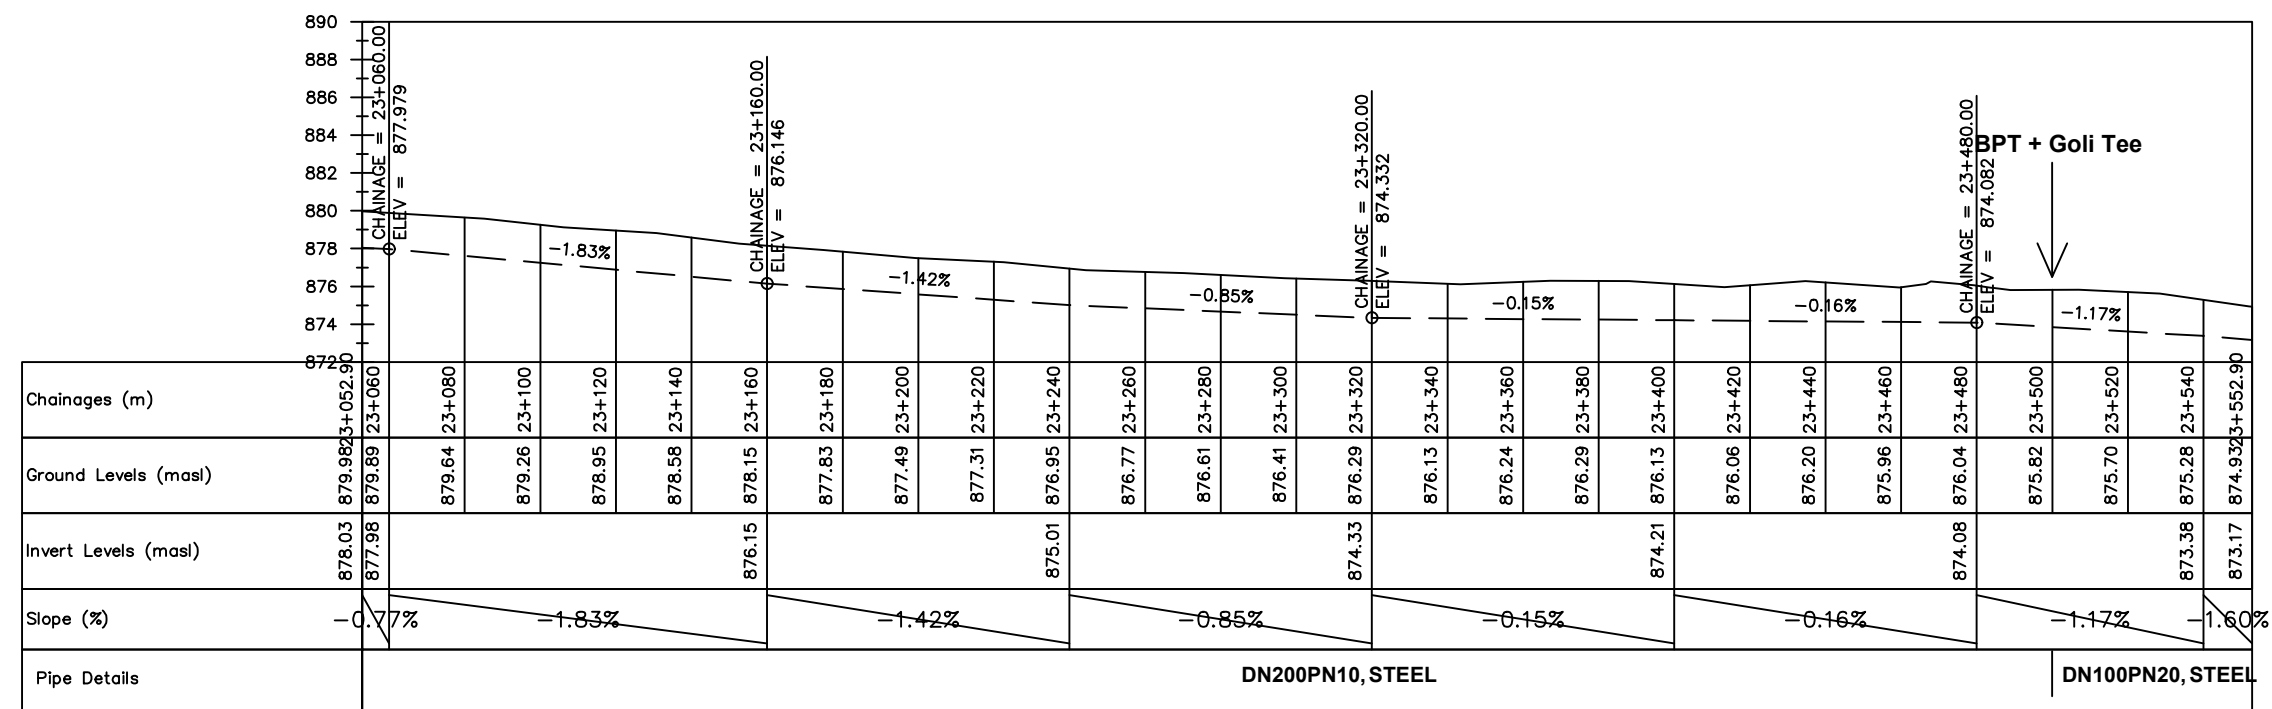 890
888
886
884
882
880
878
876
874
872
CHAINAGE = 23+060.00
ELEV = 877.979
CHAINAGE = 23+160.00
ELEV = 876.146
CHAINAGE = 23+320.00
ELEV = 874.332
CHAINAGE = 23+480.00
ELEV = 874.082
BPT + Goli Tee
-1.83%
-1.42%
-0.85%
-0.15%
-0.16%
-1.17%
Chainages (m) 23+052.90 23+060 23+080 23+100 23+120 23+140 23+160 23+180 23+200 23+220 23+240 23+260 23+280 23+300 23+320 23+340 23+360 23+380 23+400 23+420 23+440 23+460 23+480 23+500 23+520 23+540 23+552.90
Ground Levels (masl) 879.98 879.89 879.64 879.26 878.95 878.58 878.15 877.83 877.49 877.31 876.95 876.77 876.61 876.41 876.29 876.13 876.24 876.29 876.13 876.06 876.20 875.96 876.04 875.82 875.70 875.28 874.93
Invert Levels (masl) 878.03 877.98 876.15 875.01 874.33 874.21 874.08 873.38 873.17
Slope (%) -0.77% -1.83% -1.42% -0.85% -0.15% -0.16% -1.17% -1.60%
Pipe Details DN200PN10, STEEL DN100PN20, STEEL